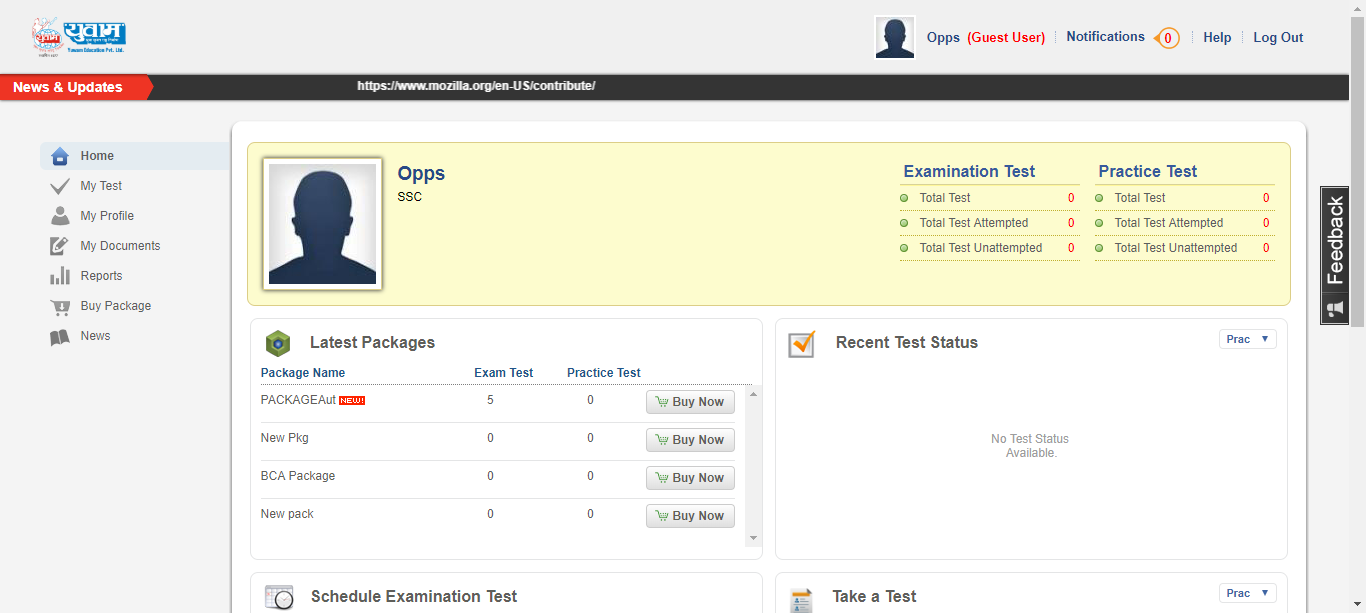 युवाम
Yuwam Education Pvt. Ltd.
Opps (Guest User) Notifications 0 Help Log Out
News & Updates https://www.mozilla.org/en-US/contribute/
Home
My Test
My Profile
My Documents
Reports
Buy Package
News
Opps
SSC
Examination Test
Total Test 0
Total Test Attempted 0
Total Test Unattempted 0
Practice Test
Total Test 0
Total Test Attempted 0
Total Test Unattempted 0
Feedback
Latest Packages
Package Name Exam Test Practice Test
PACKAGEAut NEW! 5 0 Buy Now
New Pkg 0 0 Buy Now
BCA Package 0 0 Buy Now
New pack 0 0 Buy Now
Recent Test Status Prac
No Test Status
Available.
Schedule Examination Test
Take a Test Prac